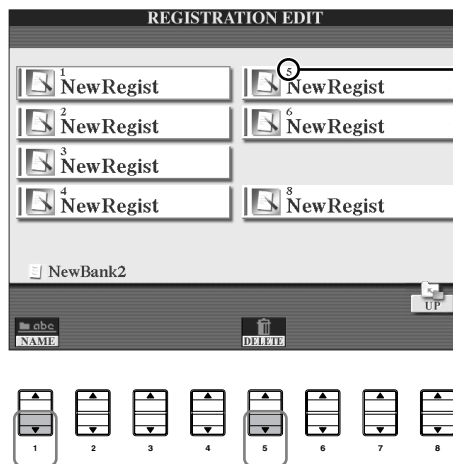 REGISTRATION EDIT
1
NewRegist
2
NewRegist
3
NewRegist
4
NewRegist
5
NewRegist
6
NewRegist
8
NewRegist
NewBank2
UP
abc
NAME
DELETE
1 2 3 4 5 6 7 8